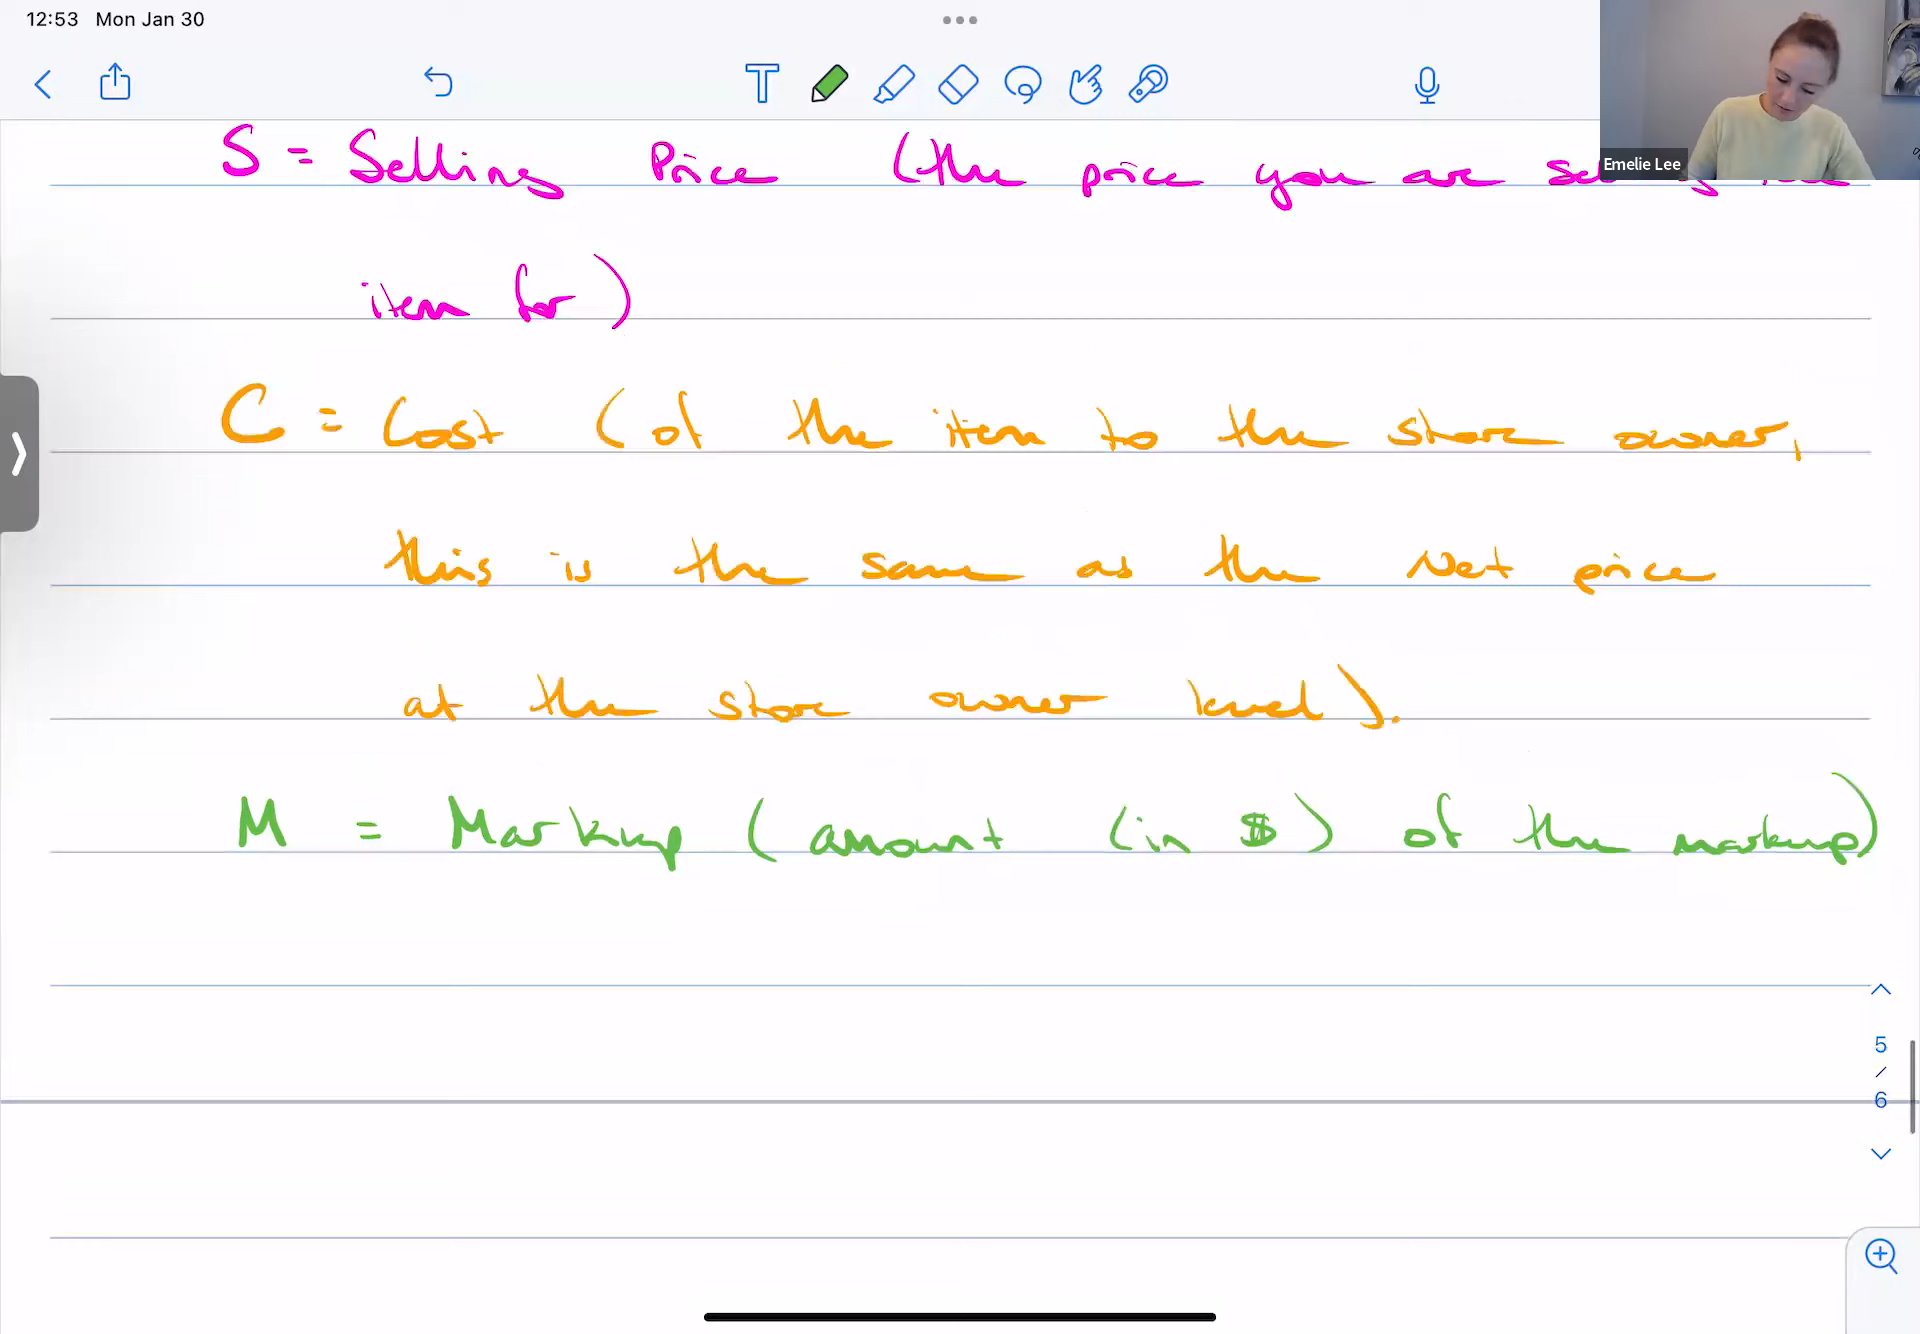 12:53 Mon Jan 30
S = Selling Price (the price you are
item for)
Emelie Lee
C = Cost (of the item to the store owner,
this is the same as the Net price
at the store owner level).
M = Markup (amount (in $) of the markup)
5
/
6